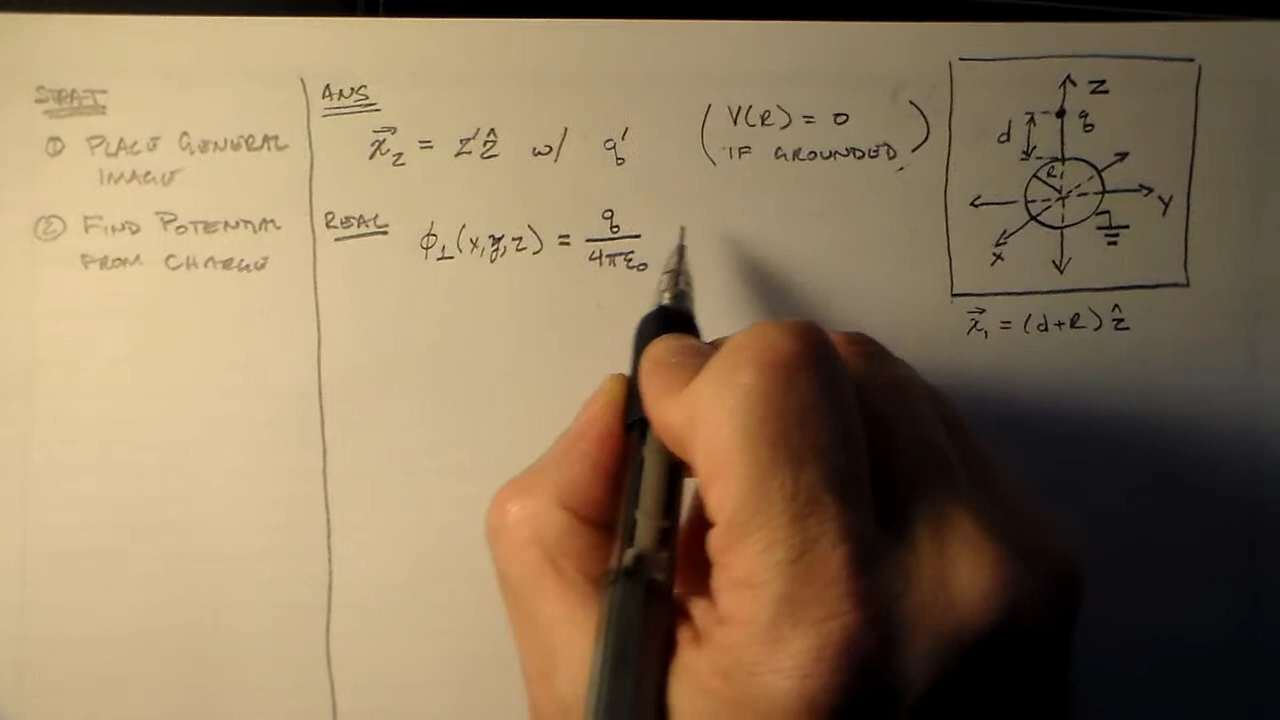 STRAT
① PLACE GENERAL
IMAGE
② FIND POTENTIAL
FROM CHARGE
ANS
x⃗₂ = z'ẑ w/ q'
(V(R) = 0
IF GROUNDED)
REAL
ϕ₁(x,y,z) = q / 4πε₀
z
q
d
R
y
x
x⃗₁ = (d+R) ẑ